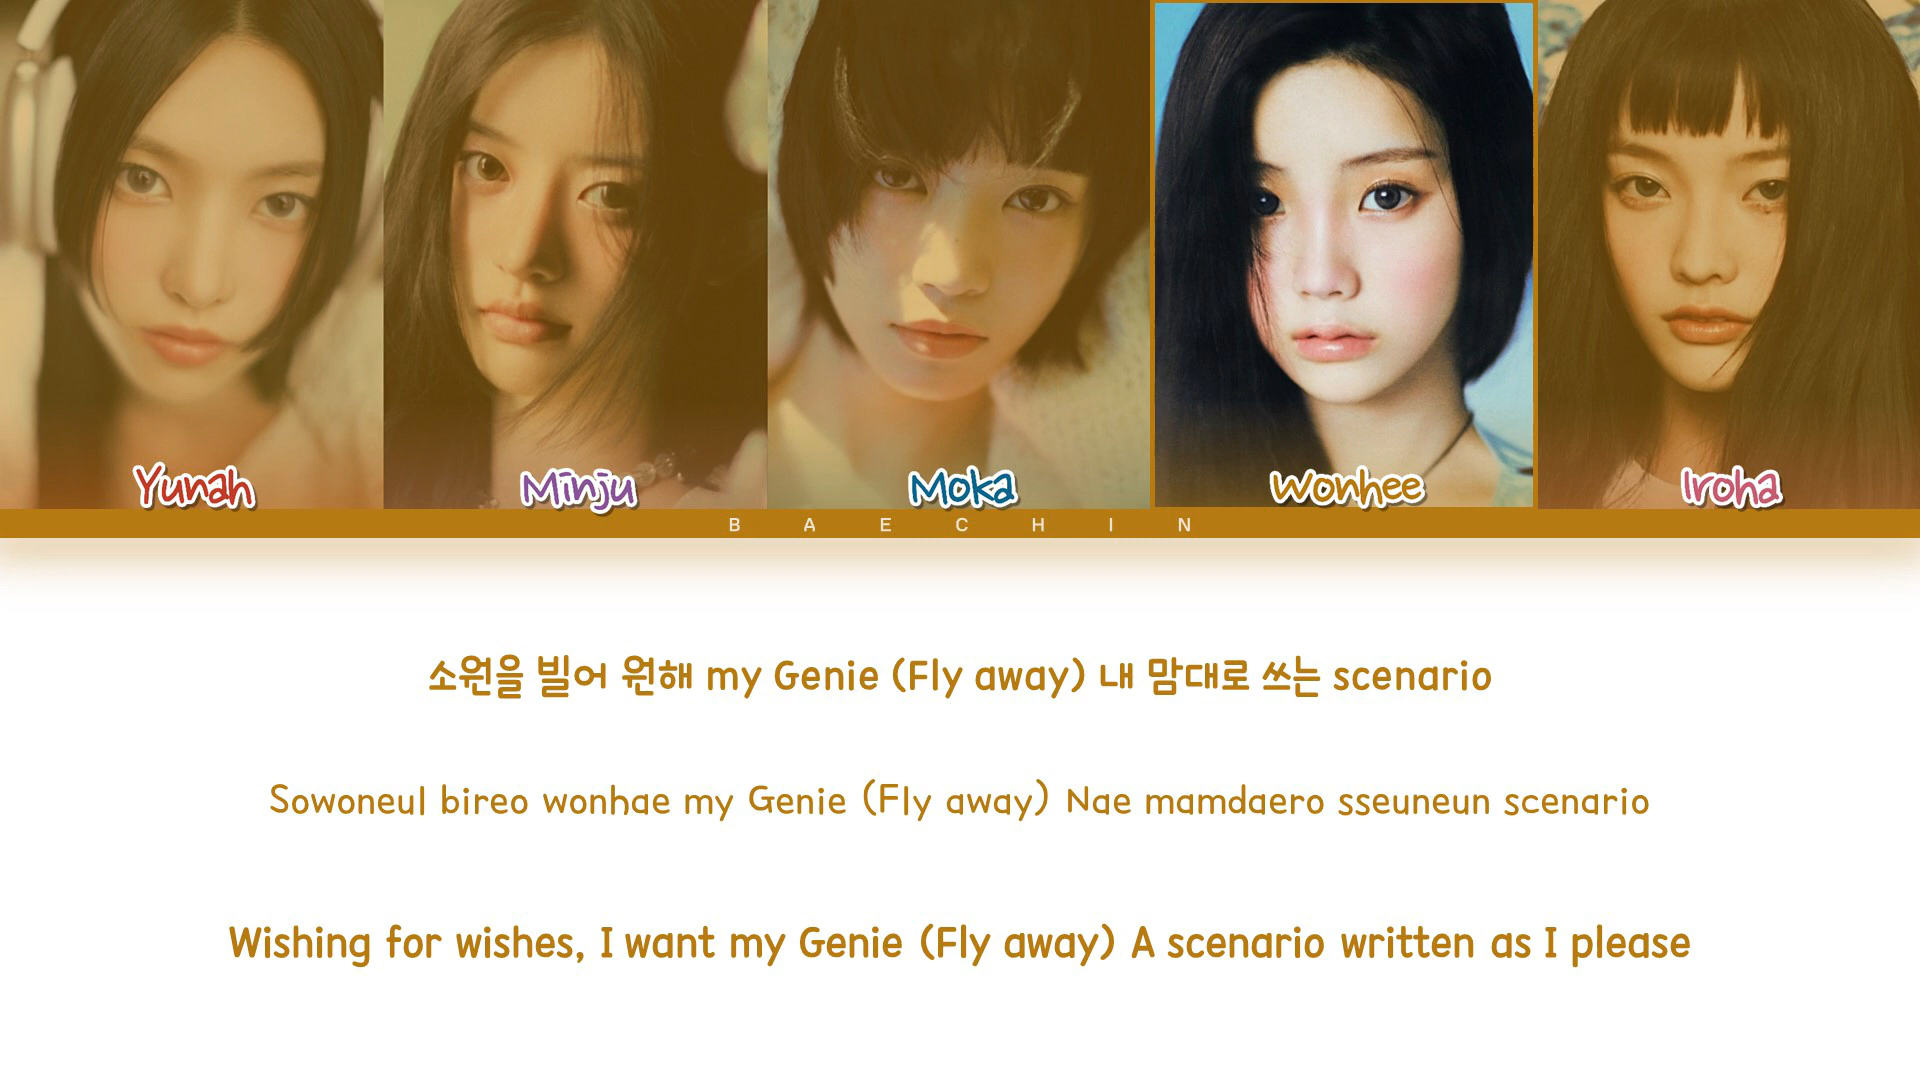 Yunah
Minju
Moka
Wonhee
Iroha
BAECHIN
소원을 빌어 원해 my Genie (Fly away) 내 맘대로 쓰는 scenario
Sowoneul bireo wonhae my Genie (Fly away) Nae mamdaero sseuneun scenario
Wishing for wishes, I want my Genie (Fly away) A scenario written as I please